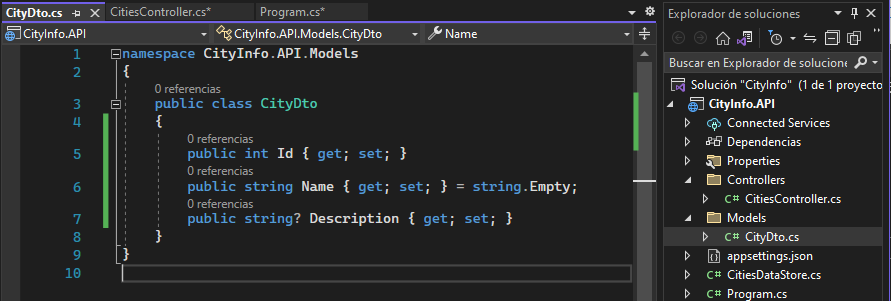 CityDto.cs
CitiesController.cs*
Program.cs*
CityInfo.API
CityInfo.API.Models.CityDto
Name
1 namespace CityInfo.API.Models
2 {
0 referencias
3 public class CityDto
4 {
0 referencias
5 public int Id { get; set; }
0 referencias
6 public string Name { get; set; } = string.Empty;
0 referencias
7 public string? Description { get; set; }
8 }
9 }
10
Explorador de soluciones
Buscar en Explorador de soluciones
Solución "CityInfo" (1 de 1 proyecto
CityInfo.API
Connected Services
Dependencias
Properties
Controllers
C# CitiesController.cs
Models
C# CityDto.cs
appsettings.json
C# CitiesDataStore.cs
C# Program.cs